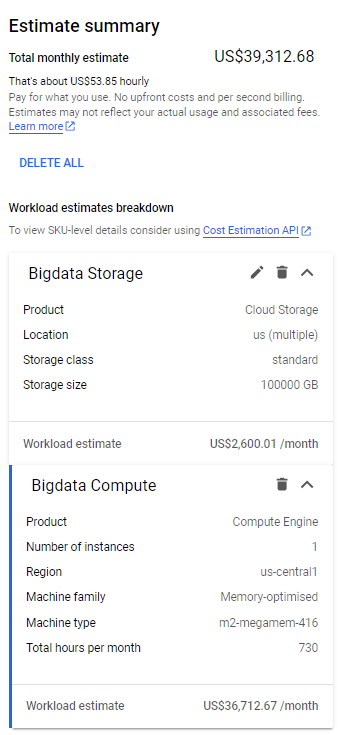 Estimate summary
Total monthly estimate US$39,312.68
That's about US$53.85 hourly
Pay for what you use. No upfront costs and per second billing.
Estimates may not reflect your actual usage and associated fees.
Learn more
DELETE ALL
Workload estimates breakdown
To view SKU-level details consider using Cost Estimation API
Bigdata Storage
Product Cloud Storage
Location us (multiple)
Storage class standard
Storage size 100000 GB
Workload estimate US$2,600.01 /month
Bigdata Compute
Product Compute Engine
Number of instances 1
Region us-central1
Machine family Memory-optimised
Machine type m2-megamem-416
Total hours per month 730
Workload estimate US$36,712.67 /month